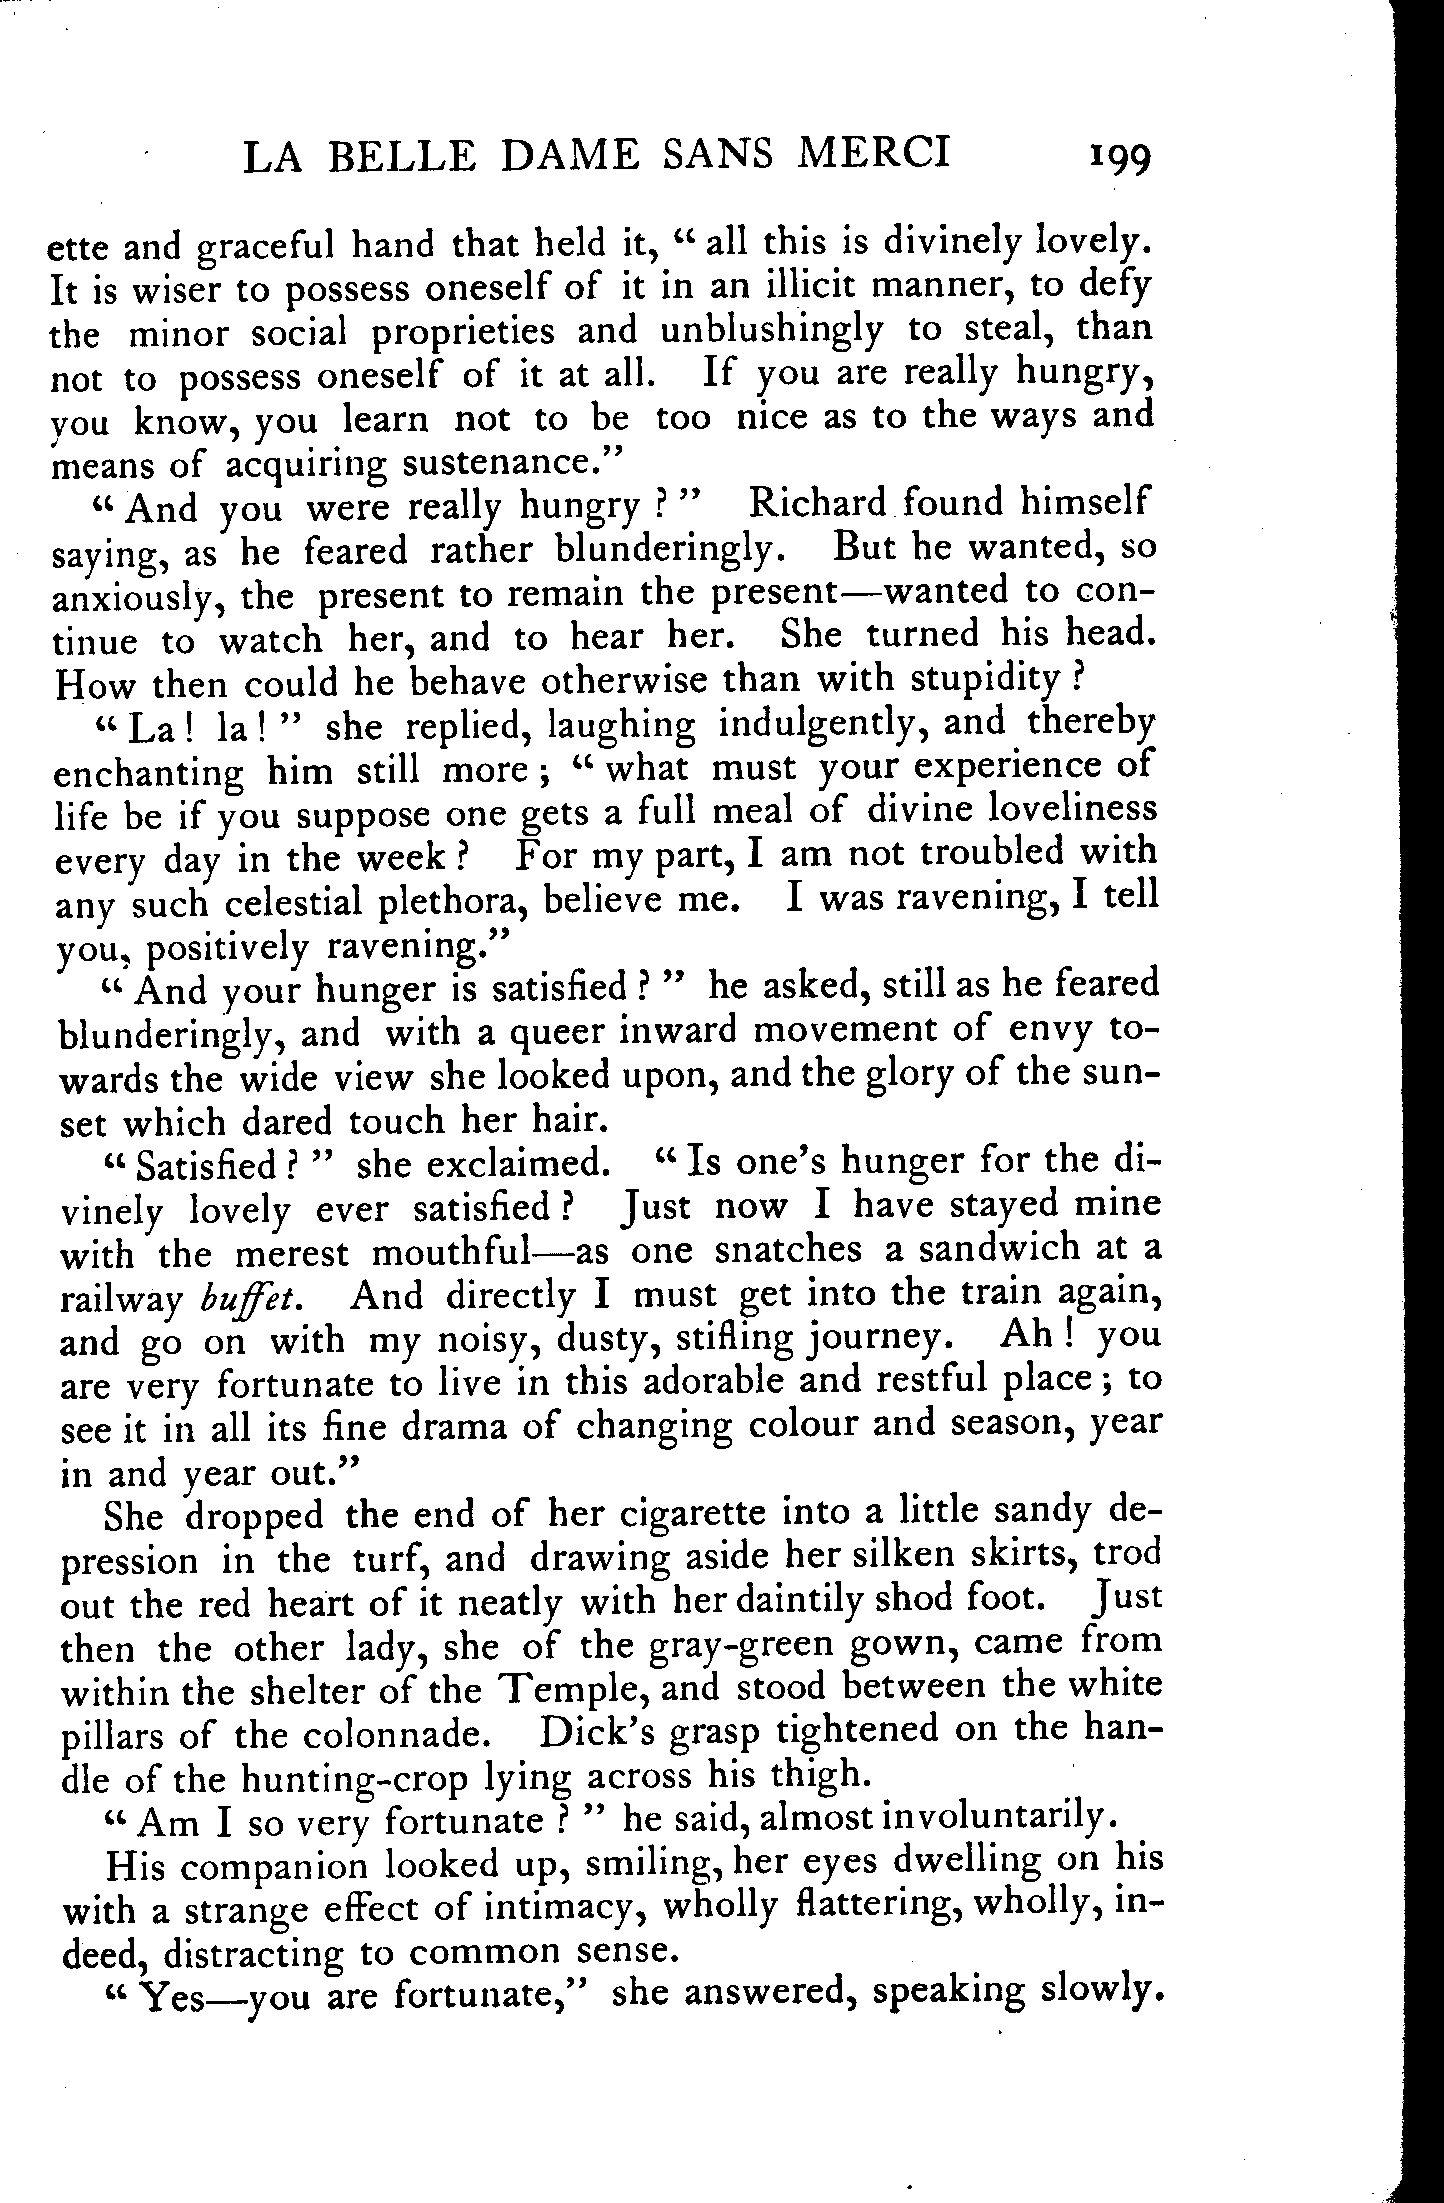 LA BELLE DAME SANS MERCI 199
ette and graceful hand that held it, “ all this is divinely lovely.
It is wiser to possess oneself of it in an illicit manner, to defy
the minor social proprieties and unblushingly to steal, than
not to possess oneself of it at all. If you are really hungry,
you know, you learn not to be too nice as to the ways and
means of acquiring sustenance.”
“ And you were really hungry ? ” Richard found himself
saying, as he feared rather blunderingly. But he wanted, so
anxiously, the present to remain the present—wanted to con-
tinue to watch her, and to hear her. She turned his head.
How then could he behave otherwise than with stupidity ?
“ La ! la ! ” she replied, laughing indulgently, and thereby
enchanting him still more ; “ what must your experience of
life be if you suppose one gets a full meal of divine loveliness
every day in the week ? For my part, I am not troubled with
any such celestial plethora, believe me. I was ravening, I tell
you, positively ravening.”
“ And your hunger is satisfied ? ” he asked, still as he feared
blunderingly, and with a queer inward movement of envy to-
wards the wide view she looked upon, and the glory of the sun-
set which dared touch her hair.
“ Satisfied ? ” she exclaimed. “ Is one’s hunger for the di-
vinely lovely ever satisfied ? Just now I have stayed mine
with the merest mouthful—as one snatches a sandwich at a
railway buffet. And directly I must get into the train again,
and go on with my noisy, dusty, stifling journey. Ah ! you
are very fortunate to live in this adorable and restful place ; to
see it in all its fine drama of changing colour and season, year
in and year out.”
She dropped the end of her cigarette into a little sandy de-
pression in the turf, and drawing aside her silken skirts, trod
out the red heart of it neatly with her daintily shod foot. Just
then the other lady, she of the gray-green gown, came from
within the shelter of the Temple, and stood between the white
pillars of the colonnade. Dick’s grasp tightened on the han-
dle of the hunting-crop lying across his thigh.
“ Am I so very fortunate ? ” he said, almost involuntarily.
His companion looked up, smiling, her eyes dwelling on his
with a strange effect of intimacy, wholly flattering, wholly, in-
deed, distracting to common sense.
“ Yes—you are fortunate,” she answered, speaking slowly.